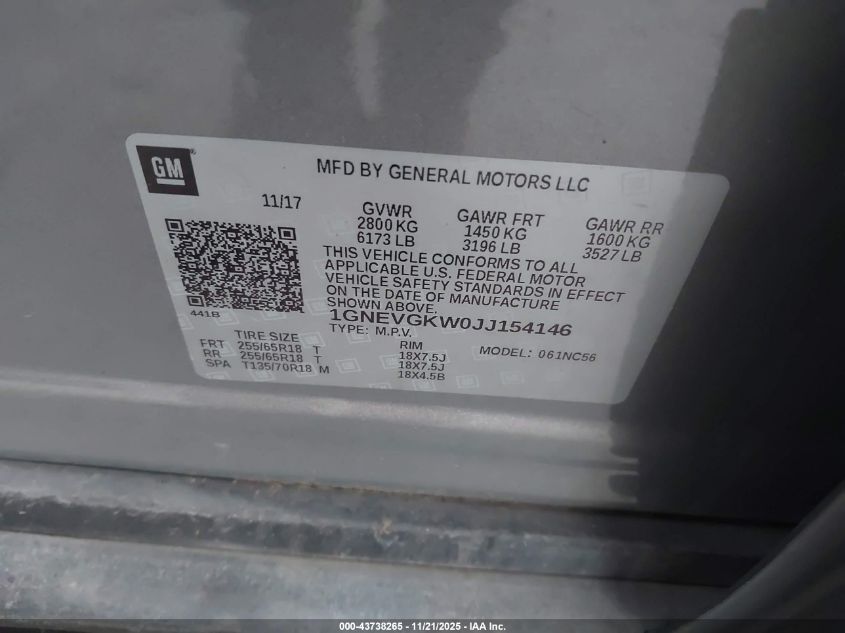 GM
MFD BY GENERAL MOTORS LLC
11/17
GVWR
2800 KG
6173 LB
GAWR FRT
1450 KG
3196 LB
GAWR RR
1600 KG
3527 LB
THIS VEHICLE CONFORMS TO ALL
APPLICABLE U.S. FEDERAL MOTOR
VEHICLE SAFETY STANDARDS IN EFFECT
ON THE DATE OF MANUFACTURE
SHOWN ABOVE.
441B
1GNEVGKW0JJ154146
TYPE: M.P.V.
MODEL: 061NC56
TIRE SIZE RIM
FRT 255/65R18 T 18X7.5J
RR 255/65R18 T 18X7.5J
SPA T135/70R18 M 18X4.5B
000-43738265 - 11/21/2025 - IAA Inc.